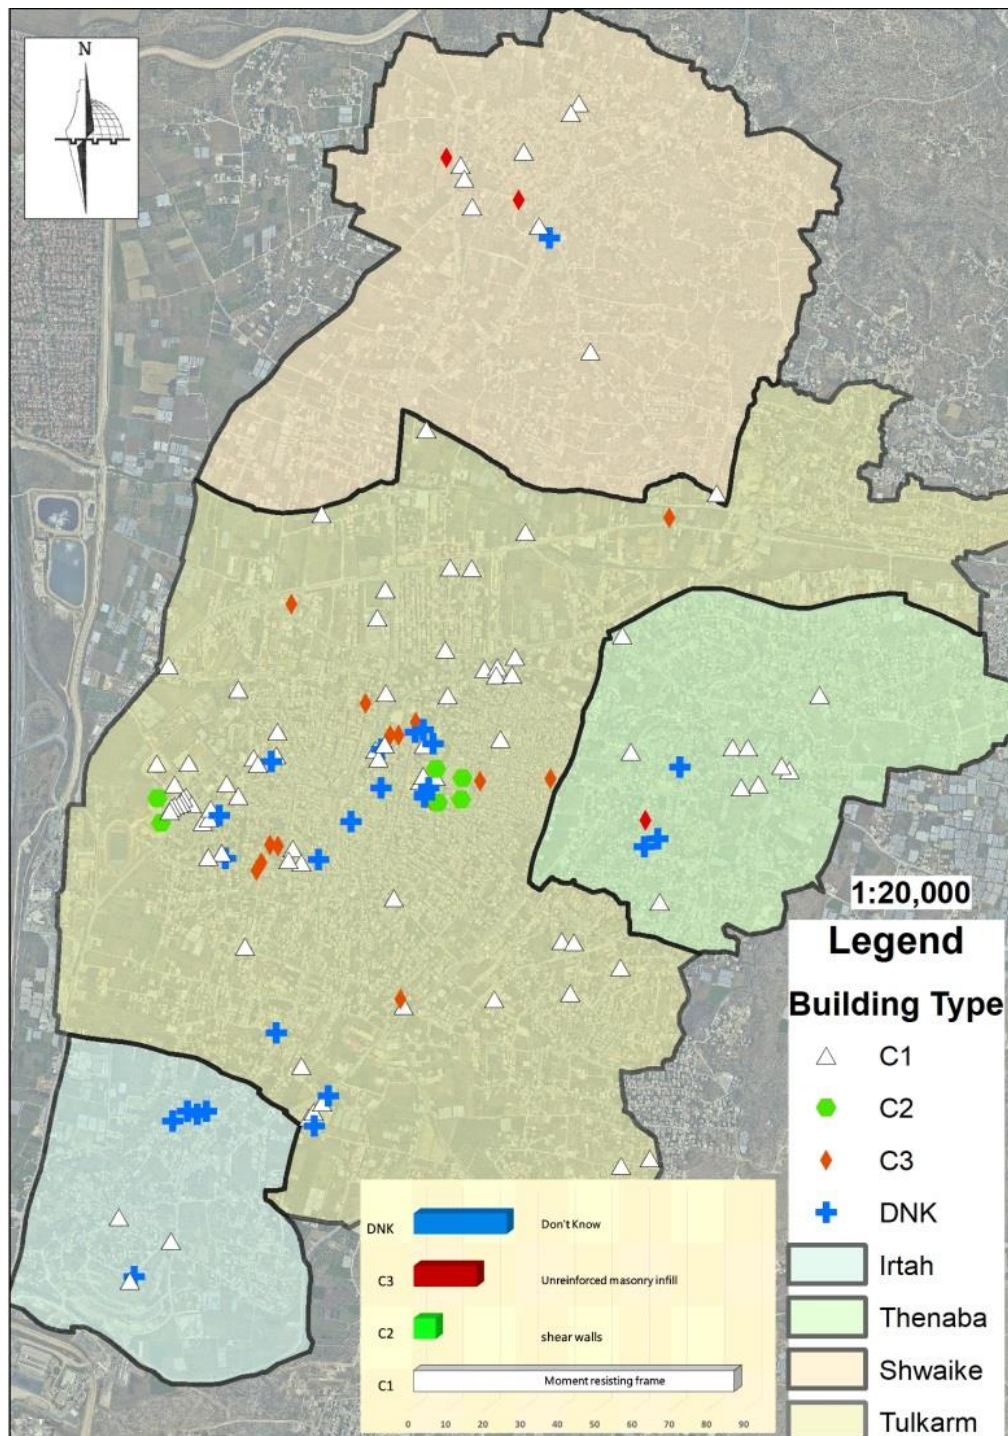 N
1:20,000
Legend
Building Type
C1
C2
C3
DNK
Irtah
Thenaba
Shwaike
Tulkarm
DNK Don't Know
C3 Unreinforced masonry infill
C2 shear walls
C1 Moment resisting frame
0 10 20 30 40 50 60 70 80 90